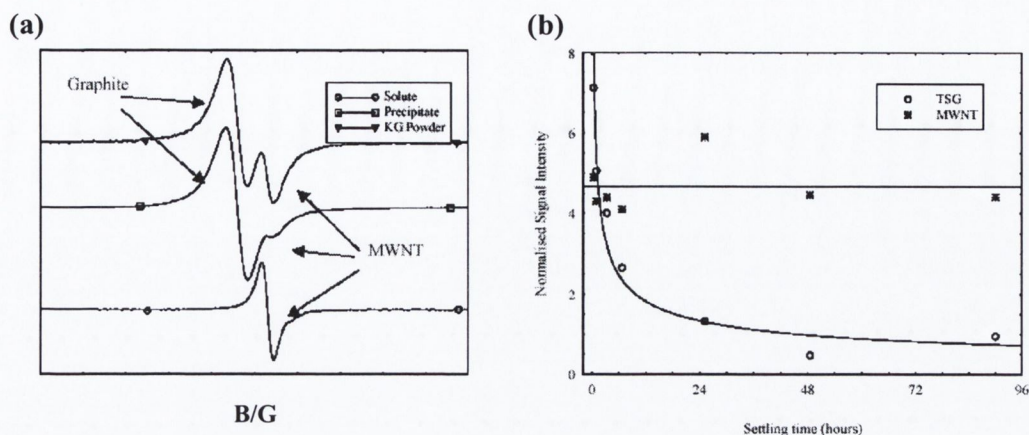 (a)
Graphite
Solute
Precipitate
KG Powder
MWNT
B/G
(b)
8
6
4
2
0
Normalised Signal Intensity
TSG
MWNT
0 24 48 72 96
Settling time (hours)